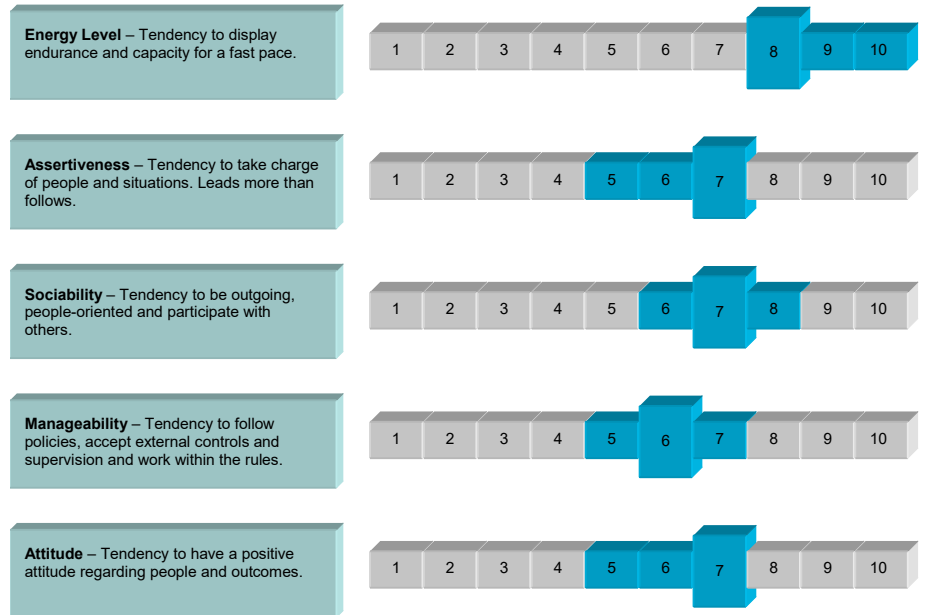 Energy Level – Tendency to display
endurance and capacity for a fast pace.
1 2 3 4 5 6 7 8 9 10
Assertiveness – Tendency to take charge
of people and situations. Leads more than
follows.
1 2 3 4 5 6 7 8 9 10
Sociability – Tendency to be outgoing,
people-oriented and participate with
others.
1 2 3 4 5 6 7 8 9 10
Manageability – Tendency to follow
policies, accept external controls and
supervision and work within the rules.
1 2 3 4 5 6 7 8 9 10
Attitude – Tendency to have a positive
attitude regarding people and outcomes.
1 2 3 4 5 6 7 8 9 10